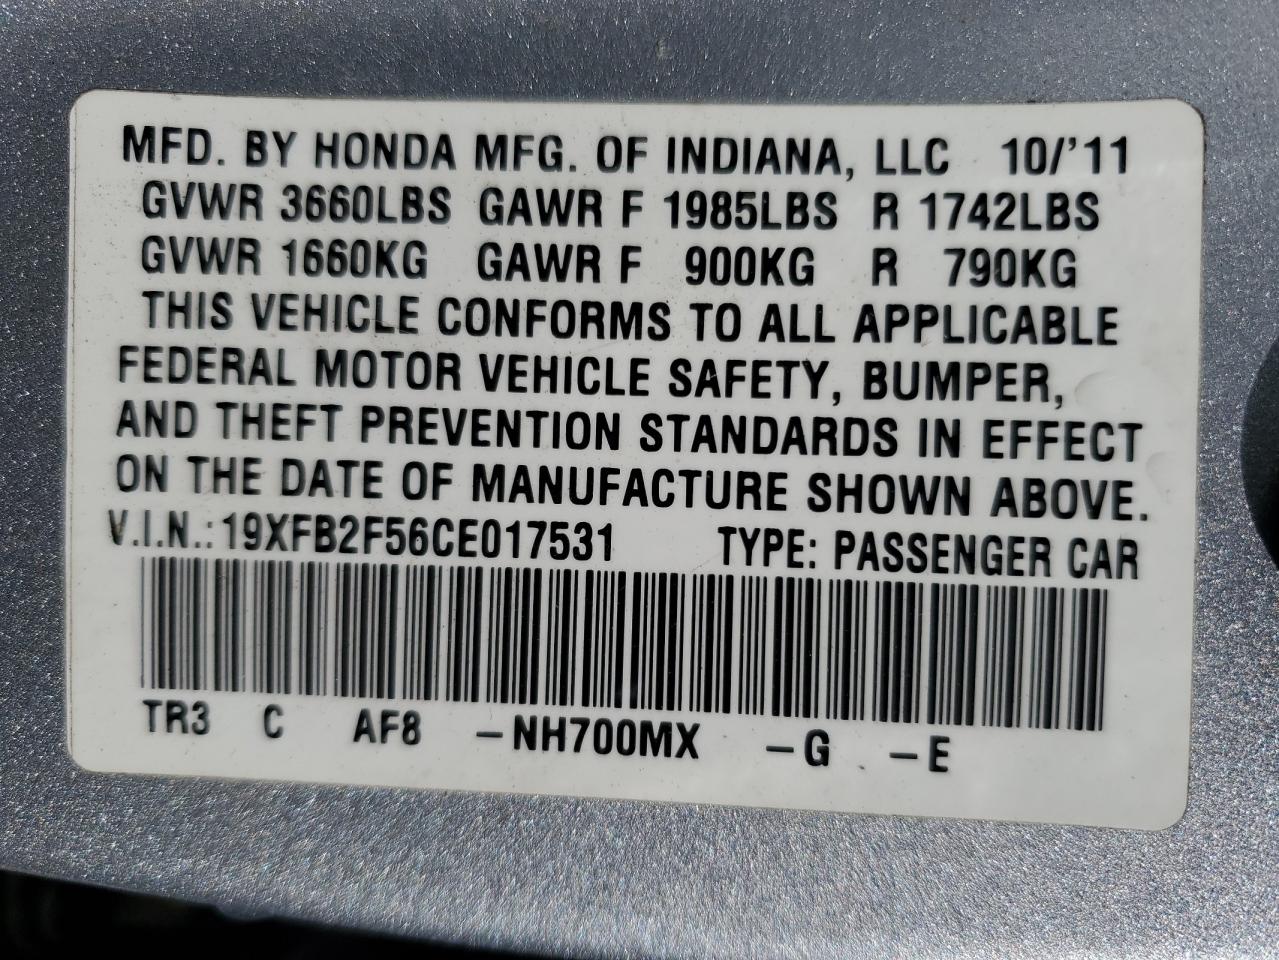 MFD. BY HONDA MFG. OF INDIANA, LLC 10/'11
GVWR 3660LBS GAWR F 1985LBS R 1742LBS
GVWR 1660KG GAWR F 900KG R 790KG
THIS VEHICLE CONFORMS TO ALL APPLICABLE
FEDERAL MOTOR VEHICLE SAFETY, BUMPER,
AND THEFT PREVENTION STANDARDS IN EFFECT
ON THE DATE OF MANUFACTURE SHOWN ABOVE.
V.I.N.: 19XFB2F56CE017531 TYPE: PASSENGER CAR
TR3 C AF8 -NH700MX -G -E